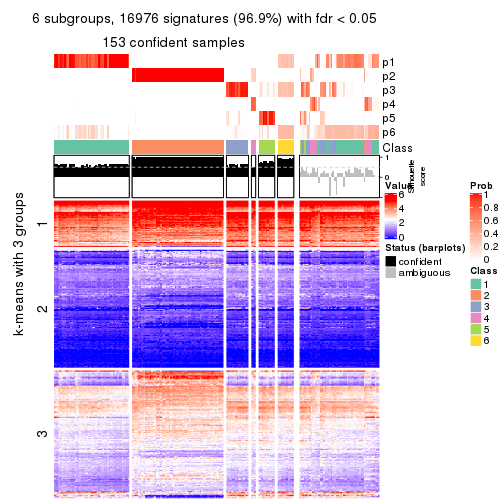 6 subgroups, 16976 signatures (96.9%) with fdr < 0.05
153 confident samples
p1
p2
p3
p4
p5
p6
Class
1
0
Silhouette
score
k-means with 3 groups
1
2
3
Value
6
4
2
0
Status (barplots)
confident
ambiguous
Prob
1
0.8
0.6
0.4
0.2
0
Class
1
2
3
4
5
6